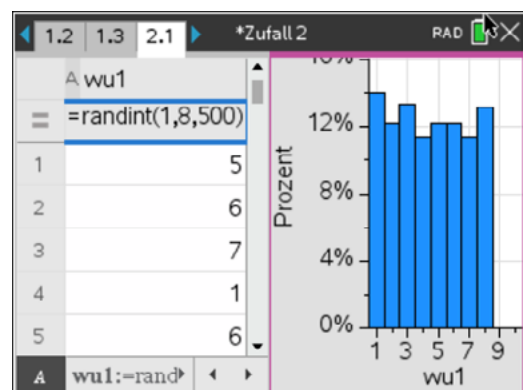 1.2 1.3 2.1 *Zufall 2 RAD
A wu1
= =randint(1,8,500)
1 5
2 6
3 7
4 1
5 6
A wu1:=rand
12%
8%
4%
0%
Prozent
1 3 5 7 9
wu1